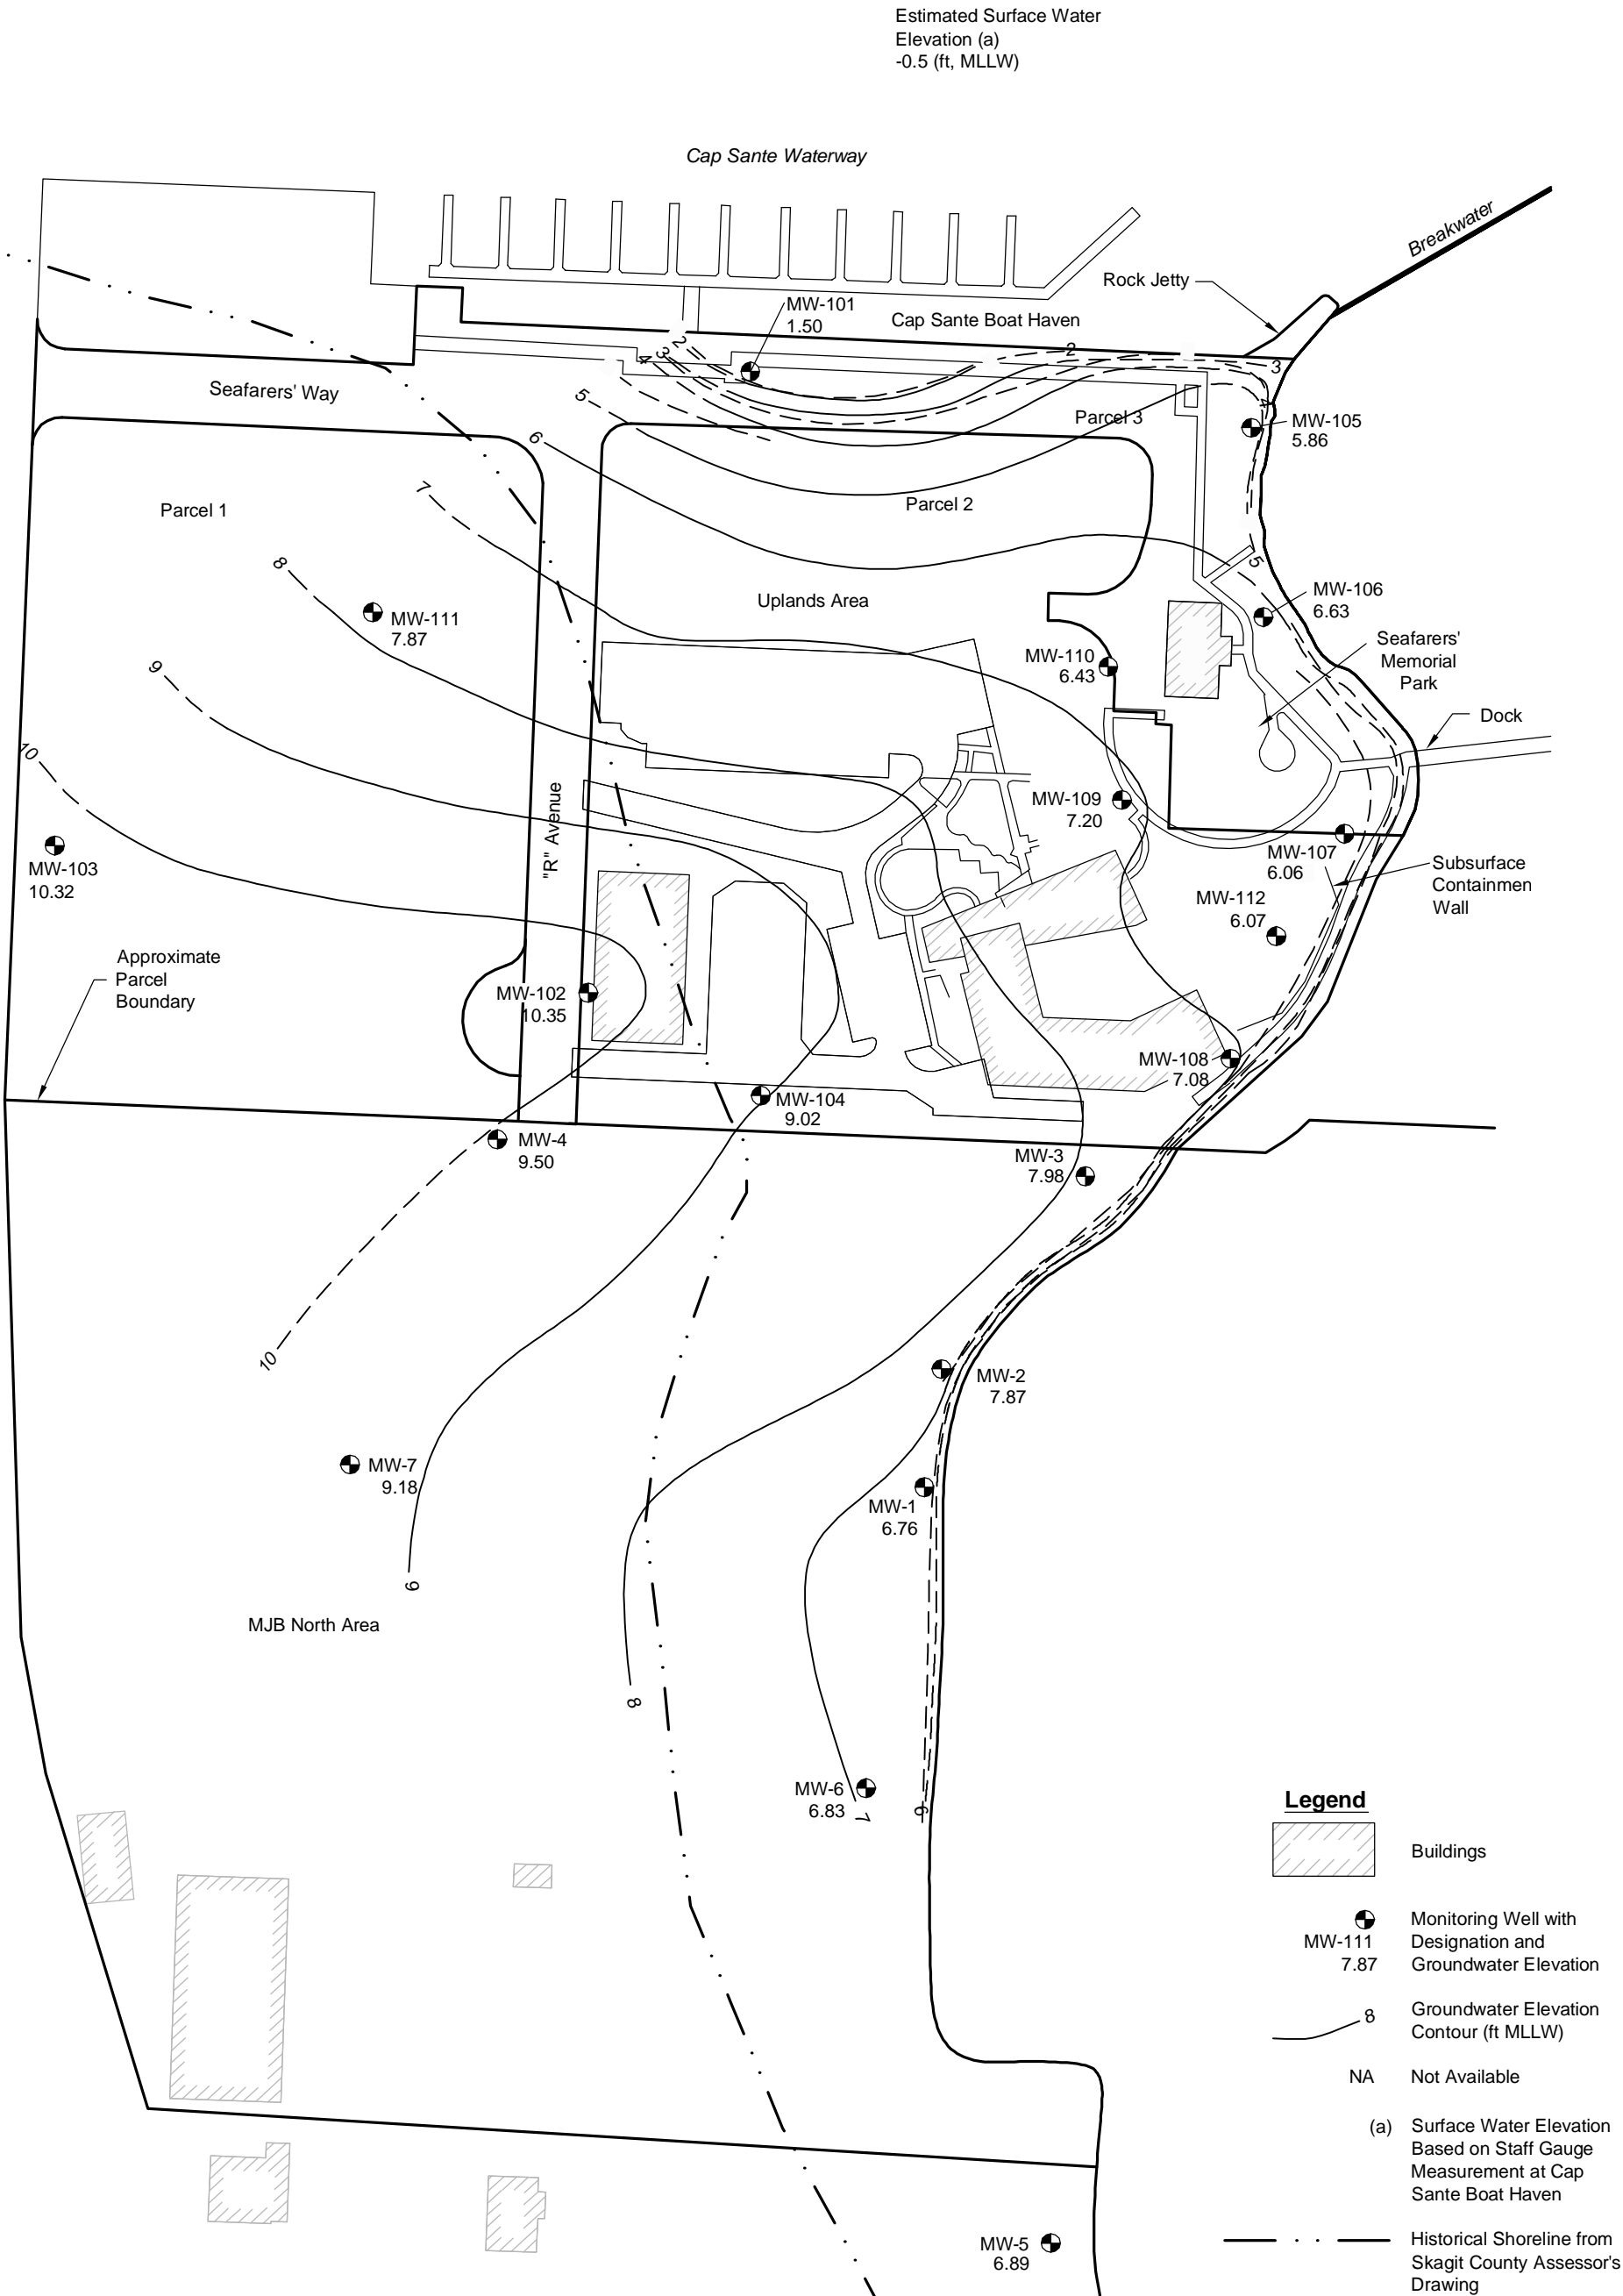 Estimated Surface Water
Elevation (a)
-0.5 (ft, MLLW)
Cap Sante Waterway
Breakwater
Rock Jetty
MW-101
1.50
Cap Sante Boat Haven
2
3
4
2
3
4
Seafarers' Way
5
Parcel 3
MW-105
5.86
6
7
Parcel 1
Parcel 2
8
5
MW-106
6.63
Uplands Area
MW-111
7.87
Seafarers'
Memorial
Park
MW-110
6.43
9
Dock
10
"R" Avenue
MW-109
7.20
MW-103
10.32
MW-107
6.06
Subsurface
Containmen
Wall
MW-112
6.07
Approximate
Parcel
Boundary
MW-102
10.35
MW-108
7.08
MW-104
9.02
MW-4
9.50
MW-3
7.98
10
MW-2
7.87
MW-7
9.18
MW-1
6.76
9
MJB North Area
8
MW-6
6.83
7
6
Legend
Buildings
MW-111
7.87
Monitoring Well with
Designation and
Groundwater Elevation
8
Groundwater Elevation
Contour (ft MLLW)
NA
Not Available
(a)
Surface Water Elevation
Based on Staff Gauge
Measurement at Cap
Sante Boat Haven
Historical Shoreline from
Skagit County Assessor's
Drawing
MW-5
6.89